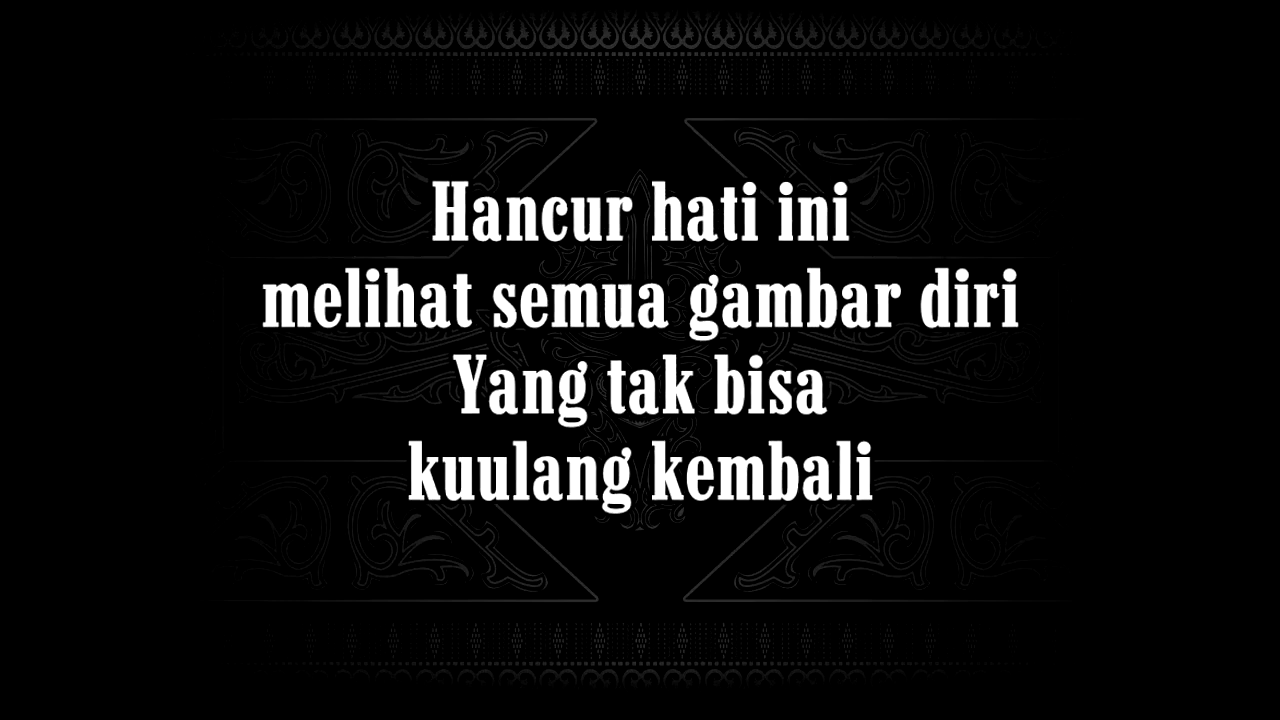 Hancur hati ini
melihat semua gambar diri
Yang tak bisa
kuulang kembali